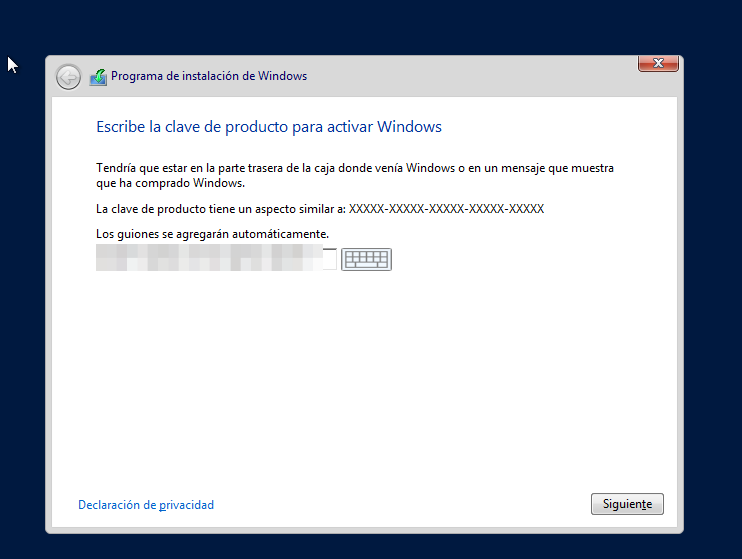 Programa de instalación de Windows
Escribe la clave de producto para activar Windows
Tendría que estar en la parte trasera de la caja donde venía Windows o en un mensaje que muestra
que ha comprado Windows.
La clave de producto tiene un aspecto similar a: XXXXX-XXXXX-XXXXX-XXXXX-XXXXX
Los guiones se agregarán automáticamente.
Declaración de privacidad
Siguiente